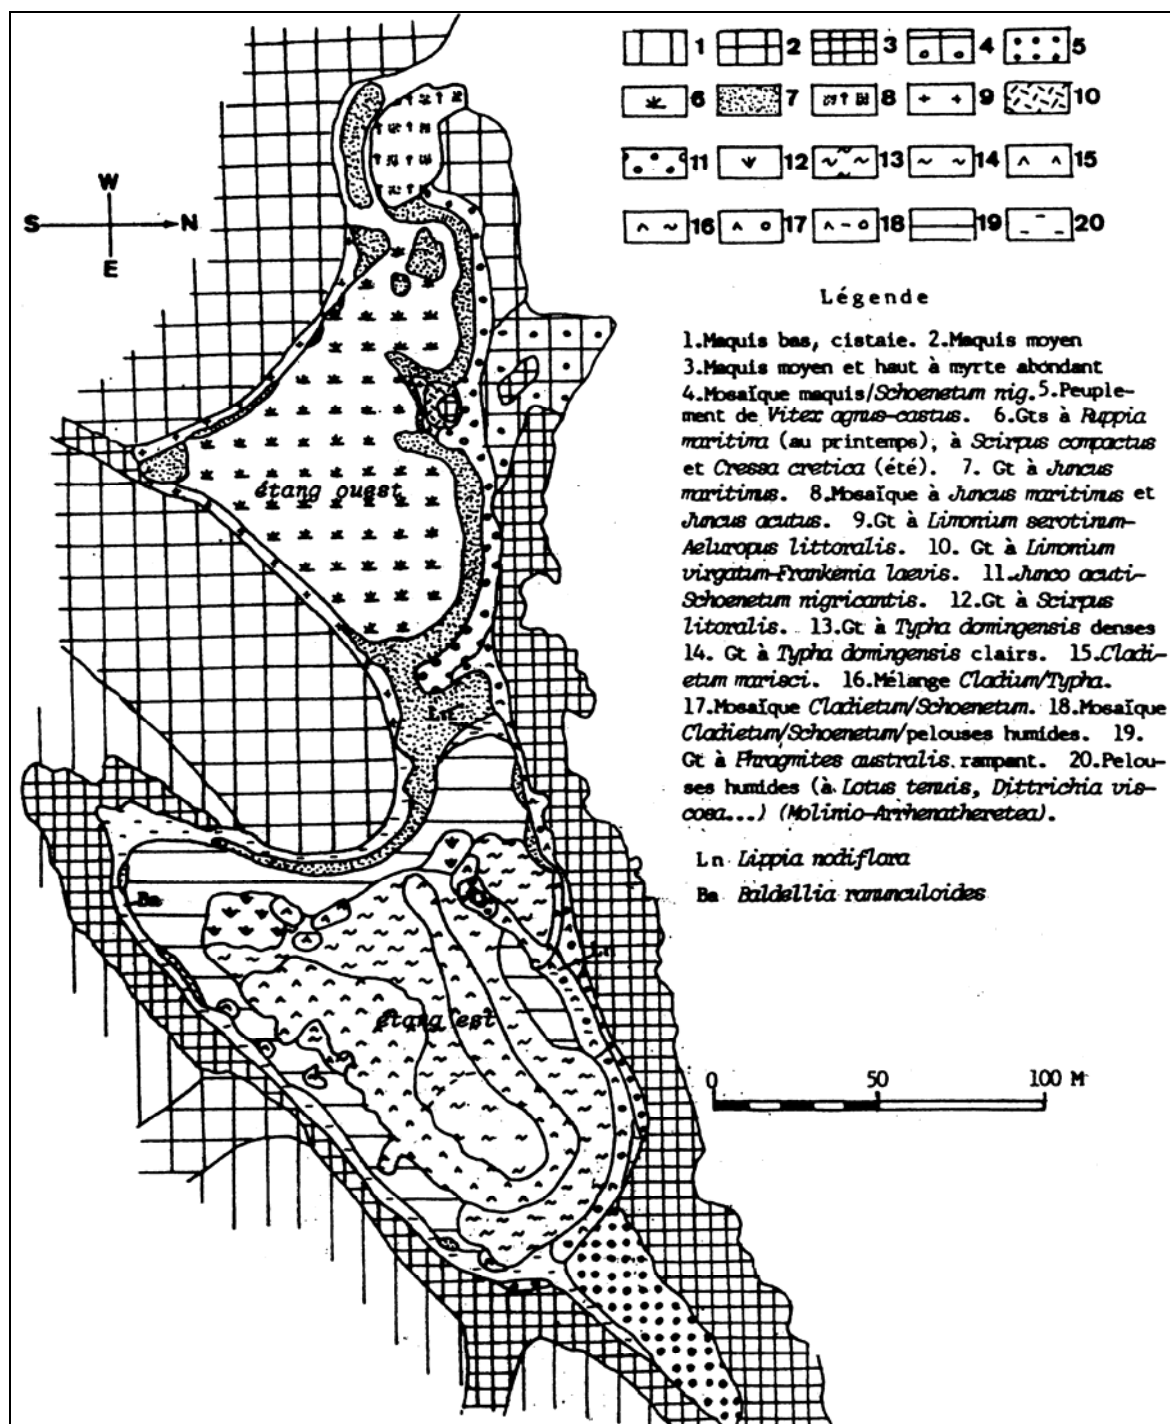 1 2 3 4 5
6 7 8 9 10
11 12 13 14 15
16 17 18 19 20
W
S N
E
Légende
1.Maquis bas, cistaie. 2.Maquis moyen
3.Maquis moyen et haut à myrte abondant
4.Mosaïque maquis/Schoenetum nig. 5.Peuple-
ment de Vitex agnus-castus. 6.Gts à Ruppia
maritima (au printemps), à Scirpus compactus
et Cressa cretica (été). 7. Gt à Juncus
maritimus. 8.Mosaïque à Juncus maritimus et
Juncus acutus. 9.Gt à Limonium serotinum-
Aeluropus littoralis. 10. Gt à Limonium
virgatum-Frankenia laevis. 11.Junco acuti-
Schoenetum nigricantis. 12.Gt à Scirpus
litoralis. 13.Gt à Typha domingensis denses
14. Gt à Typha domingensis clairs. 15.Cladi-
etum marisci. 16.Mélange Cladium/Typha.
17.Mosaïque Cladietum/Schoenetum. 18.Mosaïque
Cladietum/Schoenetum/pelouses humides. 19.
Gt à Phragmites australis rampant. 20.Pelou-
ses humides (à Lotus tenuis, Dittrichia vis-
cosa...) (Molinio-Arrhenatheretea).
Ln Lippia nodiflora
Ba Baldellia ranunculoides
étang ouest
Ln
Ba
Ln
étang est
0 50 100 M